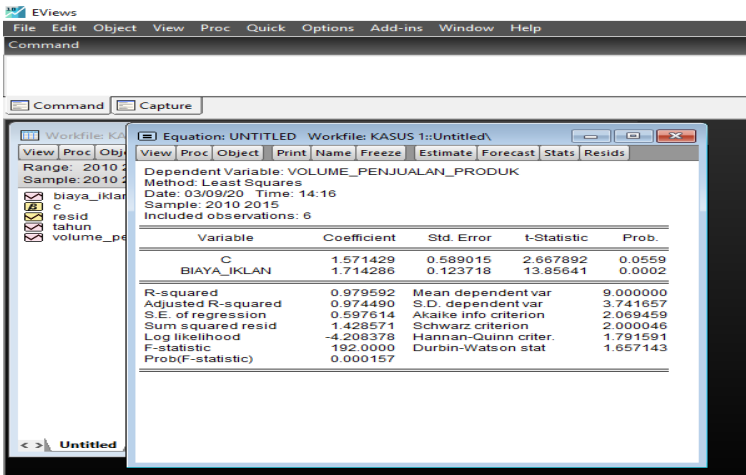 EViews
File Edit Object View Proc Quick Options Add-ins Window Help
Command
Command Capture
Workfile: KA
View Proc Obj
Range: 2010 2
Sample: 2010 2
biaya_iklan
c
resid
tahun
volume_pe
Untitled
Equation: UNTITLED Workfile: KASUS 1::Untitled\
View Proc Object Print Name Freeze Estimate Forecast Stats Resids
Dependent Variable: VOLUME_PENJUALAN_PRODUK
Method: Least Squares
Date: 03/09/20 Time: 14:16
Sample: 2010 2015
Included observations: 6
Variable Coefficient Std. Error t-Statistic Prob.
C 1.571429 0.589015 2.667892 0.0559
BIAYA_IKLAN 1.714286 0.123718 13.85641 0.0002
R-squared 0.979592 Mean dependent var 9.000000
Adjusted R-squared 0.974490 S.D. dependent var 3.741657
S.E. of regression 0.597614 Akaike info criterion 2.069459
Sum squared resid 1.428571 Schwarz criterion 2.000046
Log likelihood -4.208378 Hannan-Quinn criter. 1.791591
F-statistic 192.0000 Durbin-Watson stat 1.657143
Prob(F-statistic) 0.000157